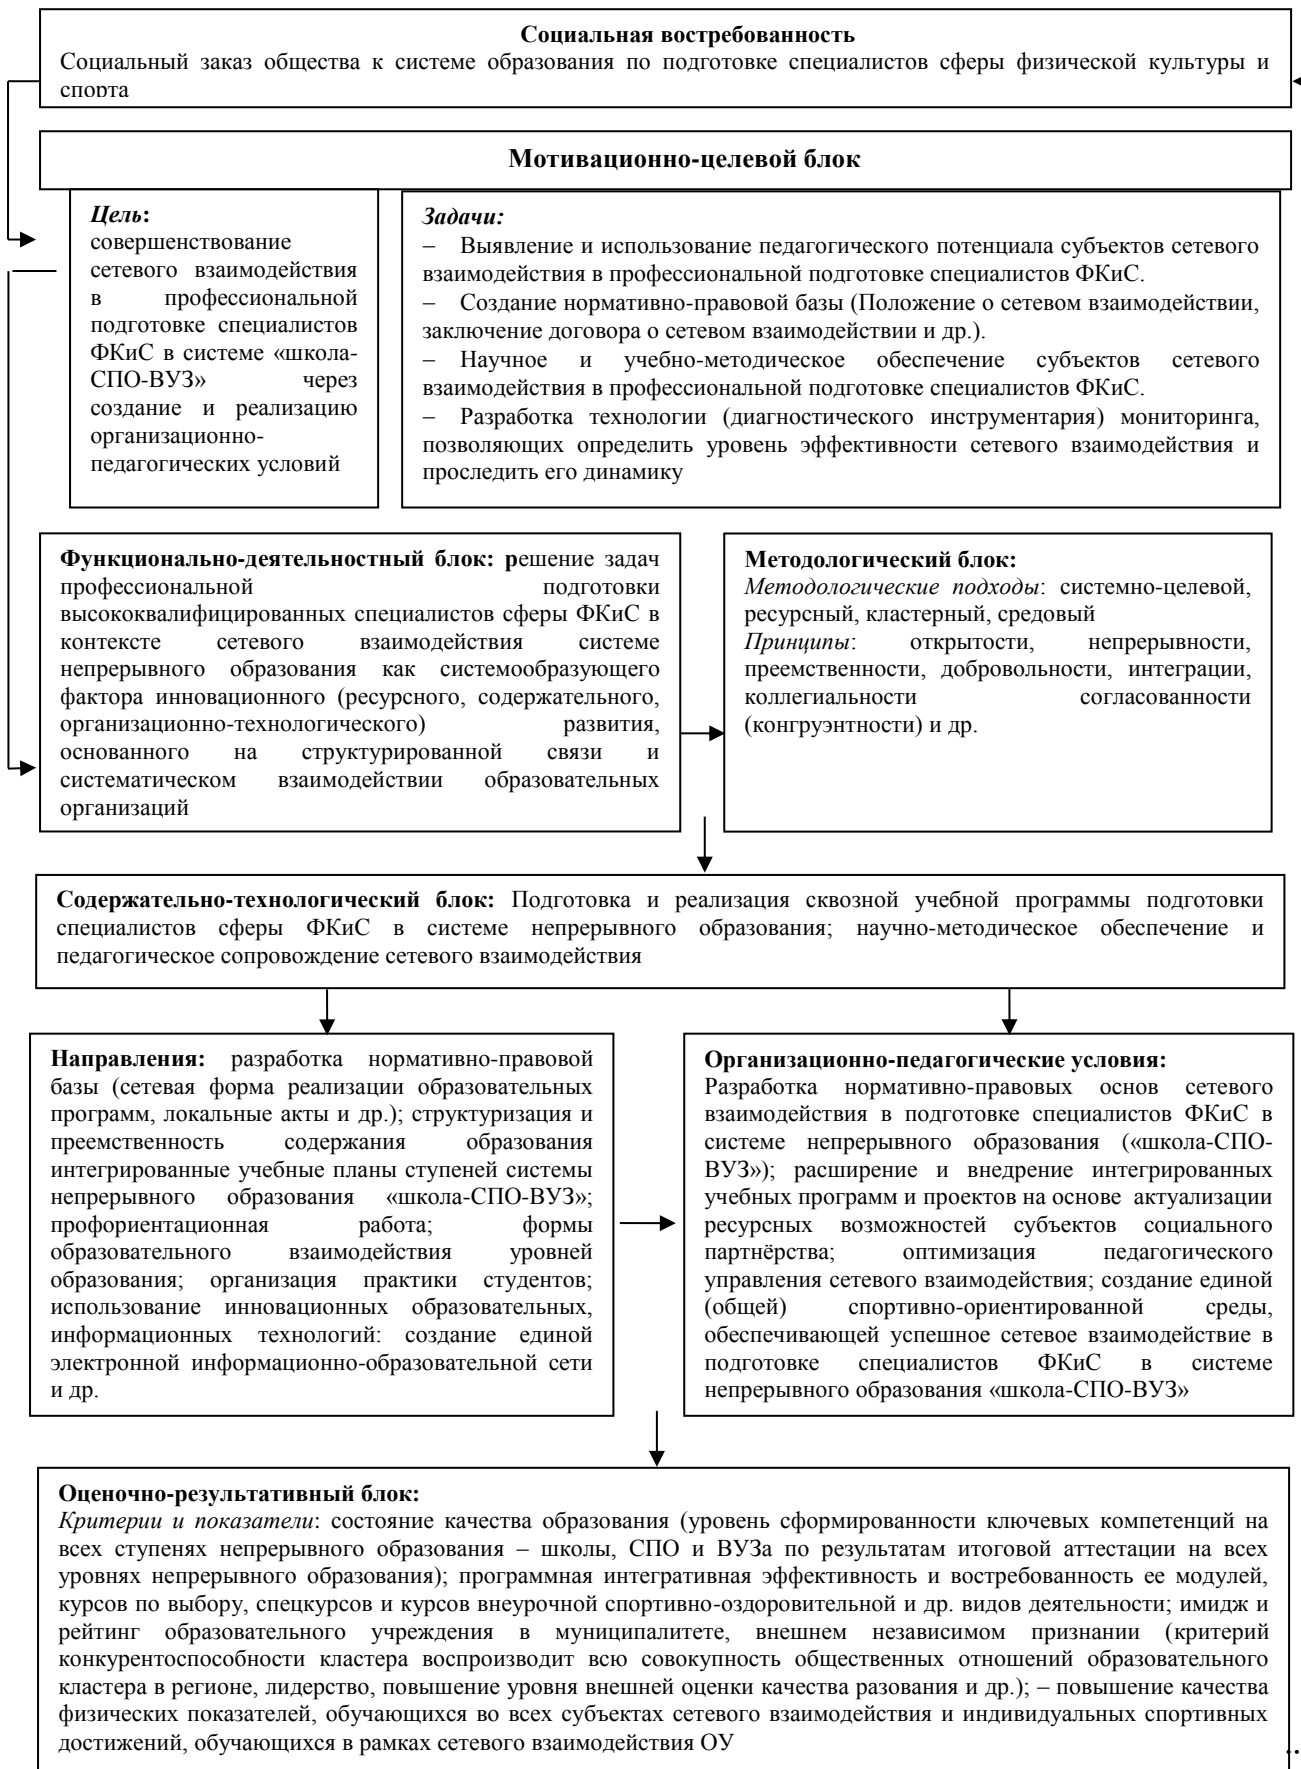 Социальная востребованность
Социальный заказ общества к системе образования по подготовке специалистов сферы физической культуры и
спорта
Мотивационно-целевой блок
Цель:
совершенствование
сетевого взаимодействия
в профессиональной
подготовке специалистов
ФКиС в системе «школа-
СПО-ВУЗ» через
создание и реализацию
организационно-
педагогических условий
Задачи:
– Выявление и использование педагогического потенциала субъектов сетевого
взаимодействия в профессиональной подготовке специалистов ФКиС.
– Создание нормативно-правовой базы (Положение о сетевом взаимодействии,
заключение договора о сетевом взаимодействии и др.).
– Научное и учебно-методическое обеспечение субъектов сетевого
взаимодействия в профессиональной подготовке специалистов ФКиС.
– Разработка технологии (диагностического инструментария) мониторинга,
позволяющих определить уровень эффективности сетевого взаимодействия и
проследить его динамику
Функционально-деятельностный блок: решение задач
профессиональной подготовки
высококвалифицированных специалистов сферы ФКиС в
контексте сетевого взаимодействия системе
непрерывного образования как системообразующего
фактора инновационного (ресурсного, содержательного,
организационно-технологического) развития,
основанного на структурированной связи и
систематическом взаимодействии образовательных
организаций
Методологический блок:
Методологические подходы: системно-целевой,
ресурсный, кластерный, средовый
Принципы: открытости, непрерывности,
преемственности, добровольности, интеграции,
коллегиальности согласованности
(конгруэнтности) и др.
Содержательно-технологический блок: Подготовка и реализация сквозной учебной программы подготовки
специалистов сферы ФКиС в системе непрерывного образования; научно-методическое обеспечение и
педагогическое сопровождение сетевого взаимодействия
Направления: разработка нормативно-правовой
базы (сетевая форма реализации образовательных
программ, локальные акты и др.); структуризация и
преемственность содержания образования
интегрированные учебные планы ступеней системы
непрерывного образования «школа-СПО-ВУЗ»;
профориентационная работа; формы
образовательного взаимодействия уровней
образования; организация практики студентов;
использование инновационных образовательных,
информационных технологий: создание единой
электронной информационно-образовательной сети
и др.
Организационно-педагогические условия:
Разработка нормативно-правовых основ сетевого
взаимодействия в подготовке специалистов ФКиС в
системе непрерывного образования («школа-СПО-
ВУЗ»); расширение и внедрение интегрированных
учебных программ и проектов на основе актуализации
ресурсных возможностей субъектов социального
партнёрства; оптимизация педагогического
управления сетевого взаимодействия; создание единой
(общей) спортивно-ориентированной среды,
обеспечивающей успешное сетевое взаимодействие в
подготовке специалистов ФКиС в системе
непрерывного образования «школа-СПО-ВУЗ»
Оценочно-результативный блок:
Критерии и показатели: состояние качества образования (уровень сформированности ключевых компетенций на
всех ступенях непрерывного образования – школы, СПО и ВУЗа по результатам итоговой аттестации на всех
уровнях непрерывного образования); программная интегративная эффективность и востребованность ее модулей,
курсов по выбору, спецкурсов и курсов внеурочной спортивно-оздоровительной и др. видов деятельности; имидж и
рейтинг образовательного учреждения в муниципалитете, внешнем независимом признании (критерий
конкурентоспособности кластера воспроизводит всю совокупность общественных отношений образовательного
кластера в регионе, лидерство, повышение уровня внешней оценки качества разования и др.); – повышение качества
физических показателей, обучающихся во всех субъектах сетевого взаимодействия и индивидуальных спортивных
достижений, обучающихся в рамках сетевого взаимодействия ОУ